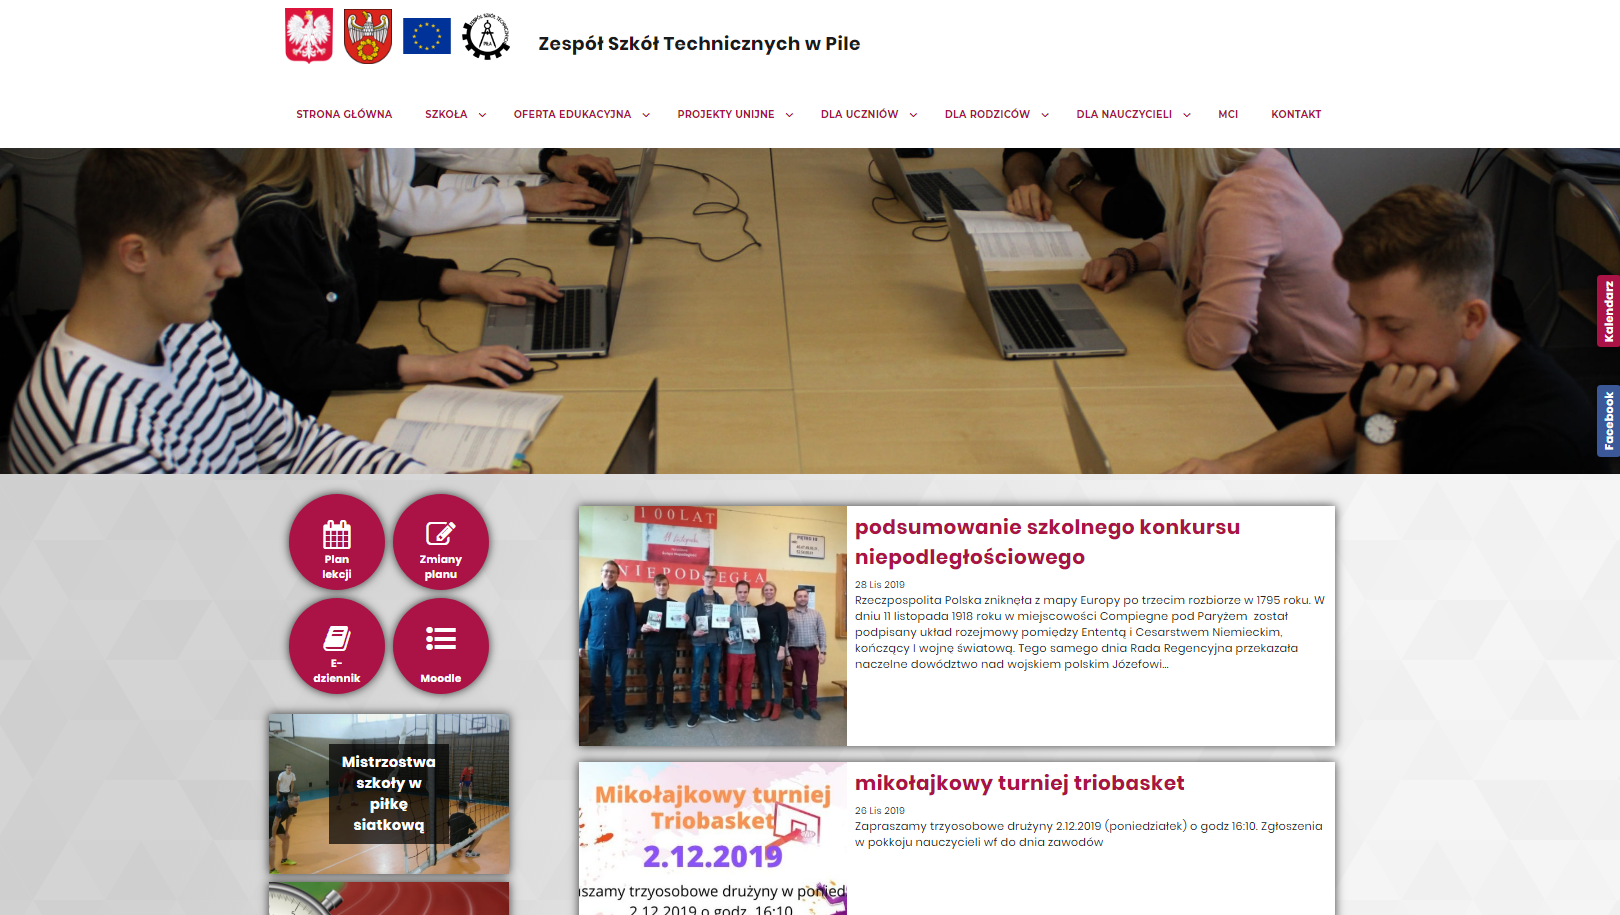 Zespół Szkół Technicznych w Pile
STRONA GŁÓWNA
SZKOŁA
OFERTA EDUKACYJNA
PROJEKTY UNIJNE
DLA UCZNIÓW
DLA RODZICÓW
DLA NAUCZYCIELI
MCI
KONTAKT
Kalendarz
Facebook
Plan
lekcji
Zmiany
planu
E-
dziennik
Moodle
Mistrzostwa
szkoły w
piłkę
siatkową
100 LAT
11 listopada
NIEPODLEGŁA
podsumowanie szkolnego konkursu
niepodległościowego
28 Lis 2019
Rzeczpospolita Polska zniknęła z mapy Europy po trzecim rozbiorze w 1795 roku. W
dniu 11 listopada 1918 roku w miejscowości Compiegne pod Paryżem został
podpisany układ rozejmowy pomiędzy Ententą i Cesarstwem Niemieckim,
kończący I wojnę światową. Tego samego dnia Rada Regencyjna przekazała
naczelne dowództwo nad wojskiem polskim Józefowi...
Mikołajkowy turniej
Triobasket
2.12.2019
szamy trzyosobowe drużyny w ponied
2.12.2019 o godz. 16:10
mikołajkowy turniej triobasket
26 Lis 2019
Zapraszamy trzyosobowe drużyny 2.12.2019 (poniedziałek) o godz 16:10. Zgłoszenia
w pokkoju nauczycieli wf do dnia zawodów